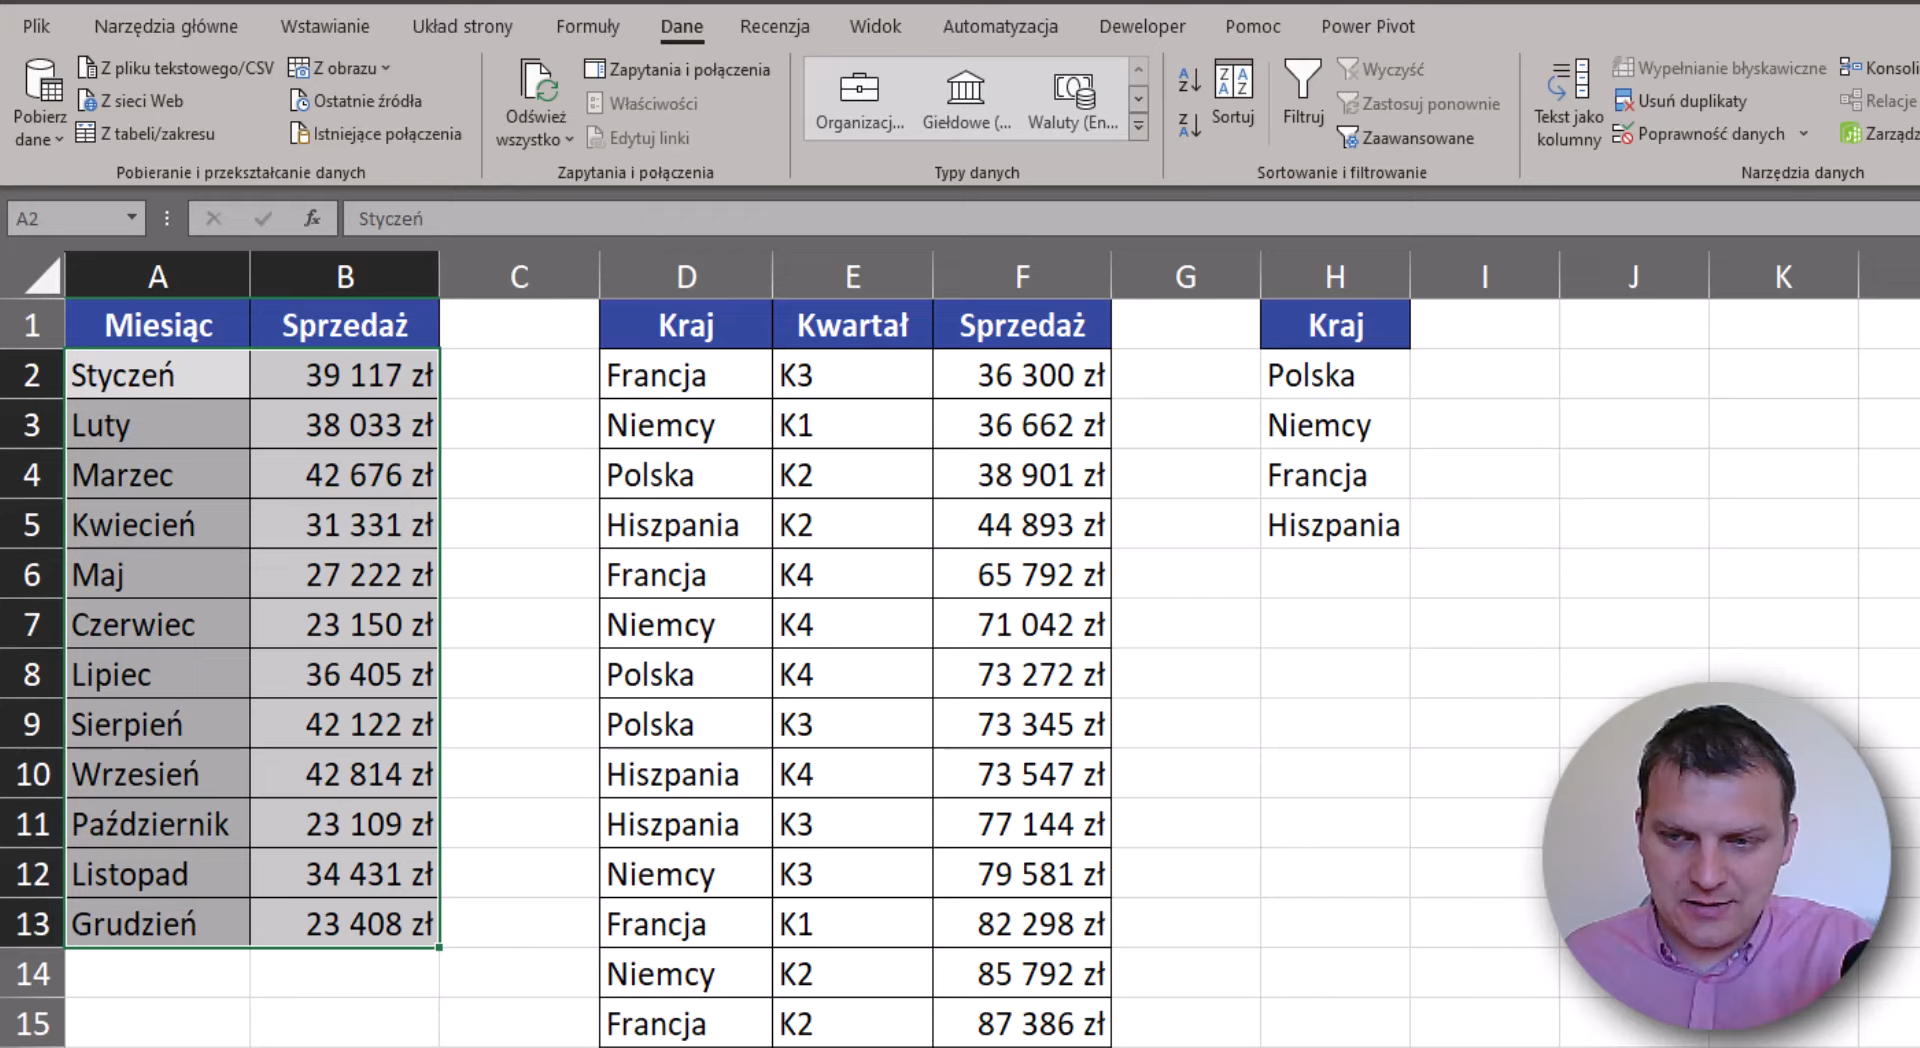 Plik Narzędzia główne Wstawianie Układ strony Formuły Dane Recenzja Widok Automatyzacja Deweloper Pomoc Power Pivot
Pobierz dane
Z pliku tekstowego/CSV
Z sieci Web
Z tabeli/zakresu
Z obrazu
Ostatnie źródła
Istniejące połączenia
Pobieranie i przekształcanie danych
Odśwież wszystko
Zapytania i połączenia
Właściwości
Edytuj linki
Zapytania i połączenia
Organizacj... Giełdowe (... Waluty (En...
Typy danych
Sortuj
Filtruj
Wyczyść
Zastosuj ponownie
Zaawansowane
Sortowanie i filtrowanie
Tekst jako kolumny
Wypełnianie błyskawiczne
Usuń duplikaty
Poprawność danych
Konsoli
Relacje
Zarządz
Narzędzia danych
A2 fx Styczeń
A B C D E F G H I J K
1 Miesiąc Sprzedaż Kraj Kwartał Sprzedaż Kraj
2 Styczeń 39 117 zł Francja K3 36 300 zł Polska
3 Luty 38 033 zł Niemcy K1 36 662 zł Niemcy
4 Marzec 42 676 zł Polska K2 38 901 zł Francja
5 Kwiecień 31 331 zł Hiszpania K2 44 893 zł Hiszpania
6 Maj 27 222 zł Francja K4 65 792 zł
7 Czerwiec 23 150 zł Niemcy K4 71 042 zł
8 Lipiec 36 405 zł Polska K4 73 272 zł
9 Sierpień 42 122 zł Polska K3 73 345 zł
10 Wrzesień 42 814 zł Hiszpania K4 73 547 zł
11 Październik 23 109 zł Hiszpania K3 77 144 zł
12 Listopad 34 431 zł Niemcy K3 79 581 zł
13 Grudzień 23 408 zł Francja K1 82 298 zł
14 Niemcy K2 85 792 zł
15 Francja K2 87 386 zł